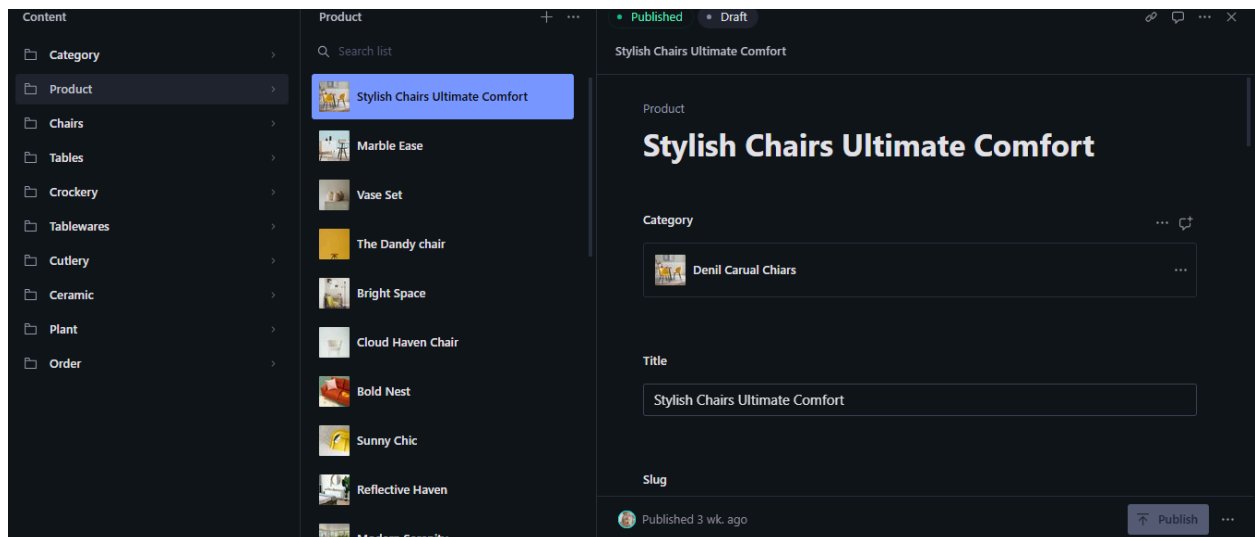 Content
Category
Product
Chairs
Tables
Crockery
Tablewares
Cutlery
Ceramic
Plant
Order
Product
Search list
Stylish Chairs Ultimate Comfort
Marble Ease
Vase Set
The Dandy chair
Bright Space
Cloud Haven Chair
Bold Nest
Sunny Chic
Reflective Haven
Modern Serenity
Published Draft
Stylish Chairs Ultimate Comfort
Product
Stylish Chairs Ultimate Comfort
Category
Denil Carual Chiars
Title
Stylish Chairs Ultimate Comfort
Slug
Published 3 wk. ago
Publish